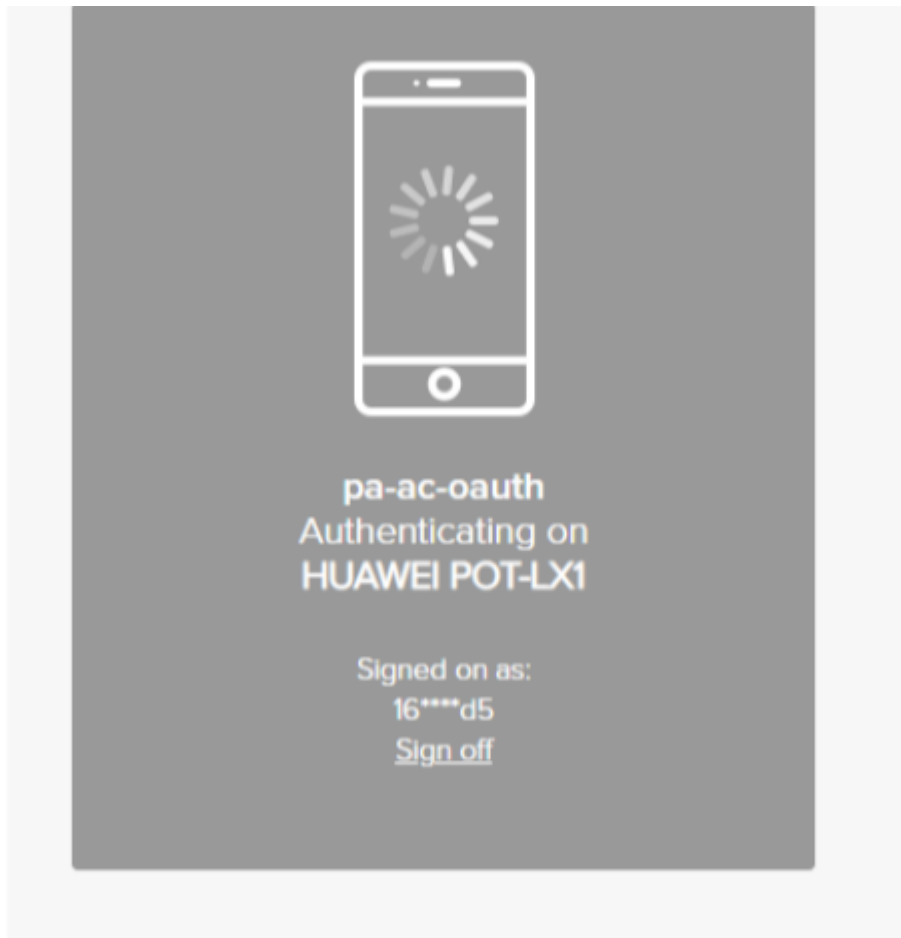 pa-ac-oauth
Authenticating on
HUAWEI POT-LX1
Signed on as:
16****d5
Sign off